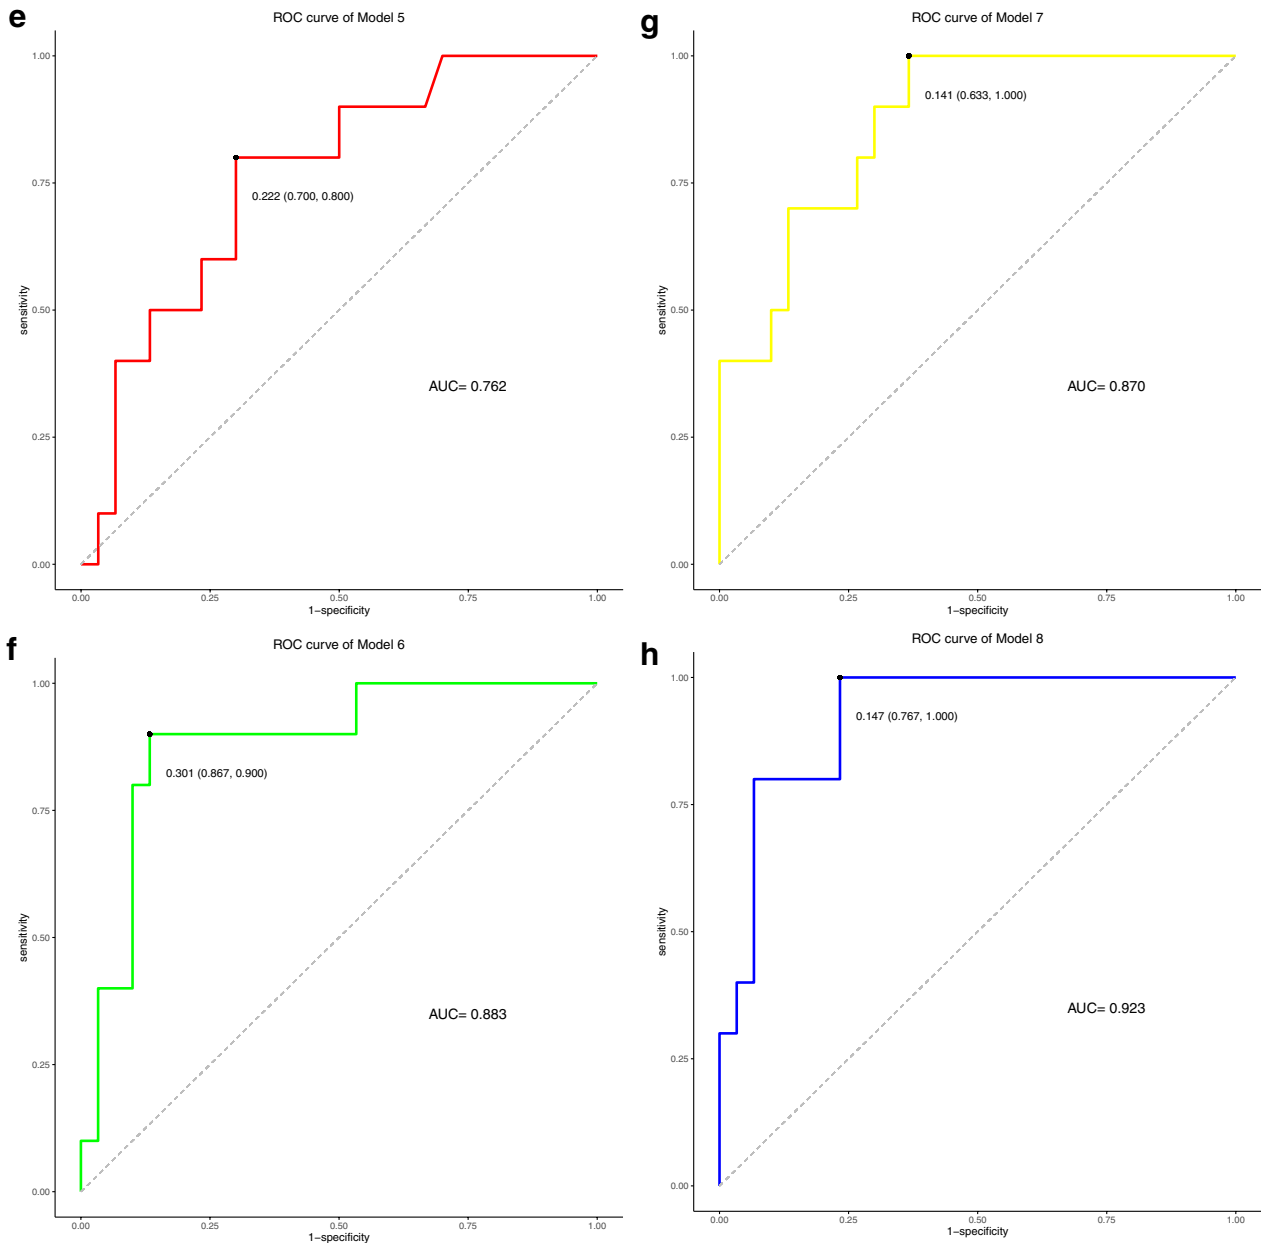 e
ROC curve of Model 5
1.00
0.75
0.50
0.25
0.00
sensitivity
0.222 (0.700, 0.800)
AUC= 0.762
0.00 0.25 0.50 0.75 1.00
1−specificity
g
ROC curve of Model 7
1.00
0.75
0.50
0.25
0.00
sensitivity
0.141 (0.633, 1.000)
AUC= 0.870
0.00 0.25 0.50 0.75 1.00
1−specificity
f
ROC curve of Model 6
1.00
0.75
0.50
0.25
0.00
sensitivity
0.301 (0.867, 0.900)
AUC= 0.883
0.00 0.25 0.50 0.75 1.00
1−specificity
h
ROC curve of Model 8
1.00
0.75
0.50
0.25
0.00
sensitivity
0.147 (0.767, 1.000)
AUC= 0.923
0.00 0.25 0.50 0.75 1.00
1−specificity